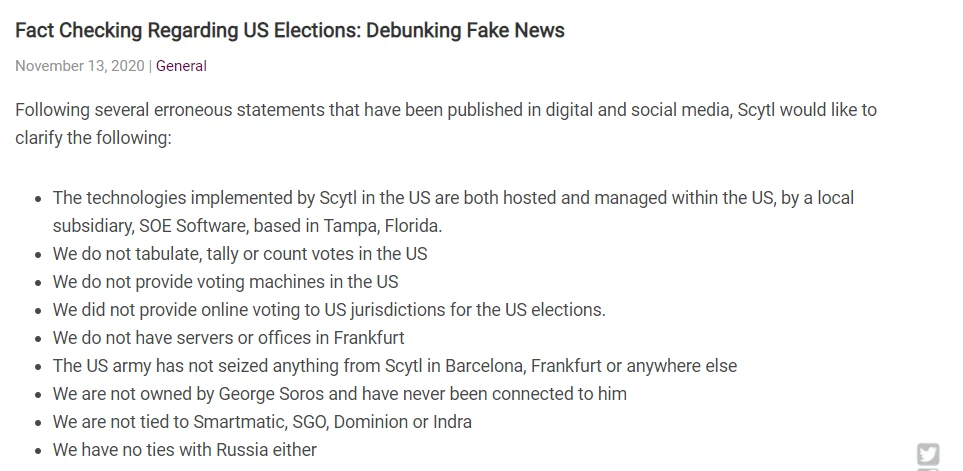 Fact Checking Regarding US Elections: Debunking Fake News
November 13, 2020 | General
Following several erroneous statements that have been published in digital and social media, Scytl would like to
clarify the following:
• The technologies implemented by Scytl in the US are both hosted and managed within the US, by a local
subsidiary, SOE Software, based in Tampa, Florida.
• We do not tabulate, tally or count votes in the US
• We do not provide voting machines in the US
• We did not provide online voting to US jurisdictions for the US elections.
• We do not have servers or offices in Frankfurt
• The US army has not seized anything from Scytl in Barcelona, Frankfurt or anywhere else
• We are not owned by George Soros and have never been connected to him
• We are not tied to Smartmatic, SGO, Dominion or Indra
• We have no ties with Russia either